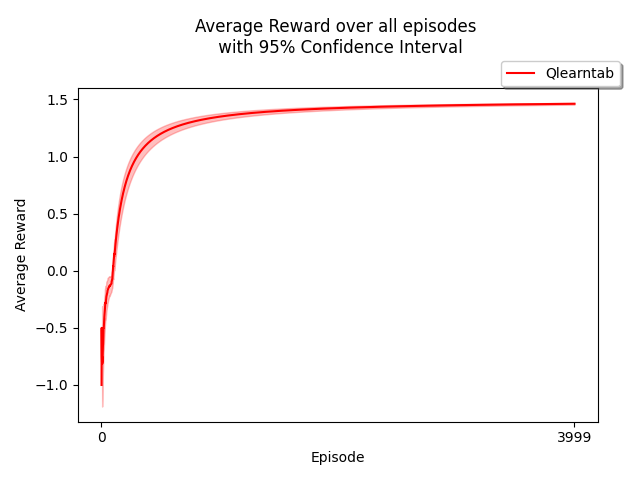 Average Reward over all episodes
with 95% Confidence Interval
Qlearntab
1.5
1.0
0.5
0.0
−0.5
−1.0
Average Reward
0
3999
Episode